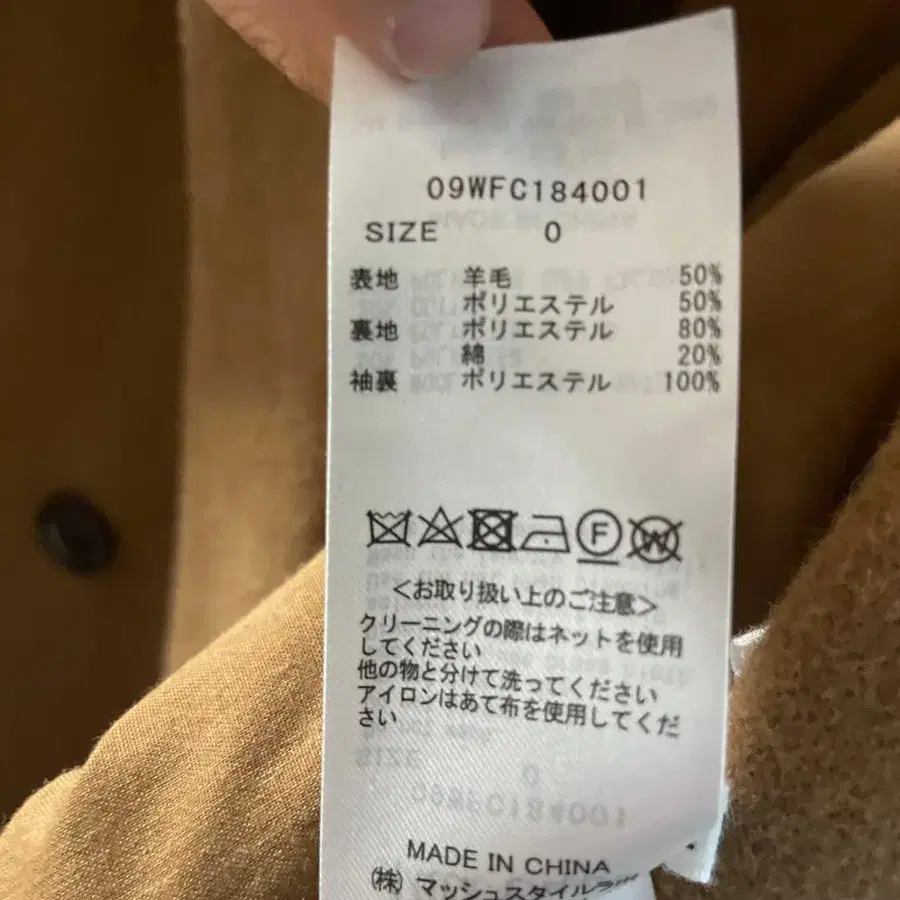 09WFC184001
SIZE 0
表地 羊毛 50%
ポリエステル 50%
裏地 ポリエステル 80%
綿 20%
袖裏 ポリエステル 100%
F W
<お取り扱い上のご注意>
クリーニングの際はネットを使用
してください
他の物と分けて洗ってください
アイロンはあて布を使用してくだ
さい
SIZE 0
09WFC184001
MADE IN CHINA
(株)マッシュスタイルラ